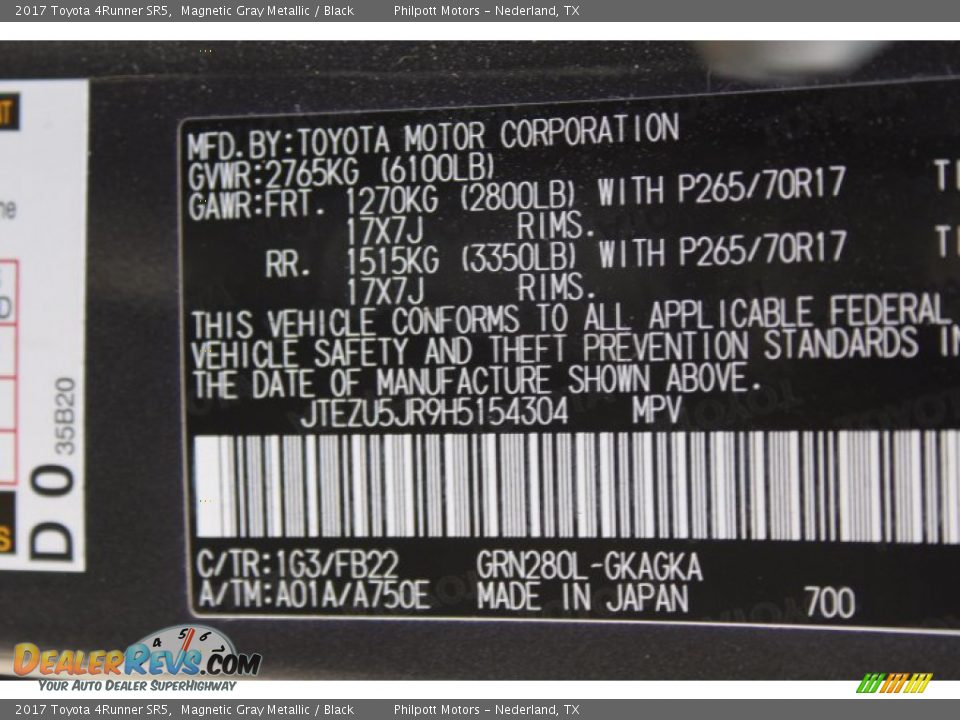 2017 Toyota 4Runner SR5,  Magnetic Gray Metallic / Black    Philpott Motors - Nederland, TX
MFD.BY:TOYOTA MOTOR CORPORATION
GVWR:2765KG (6100LB)
GAWR:FRT. 1270KG (2800LB) WITH P265/70R17
17X7J RIMS.
RR. 1515KG (3350LB) WITH P265/70R17
17X7J RIMS.
THIS VEHICLE CONFORMS TO ALL APPLICABLE FEDERAL
VEHICLE SAFETY AND THEFT PREVENTION STANDARDS
THE DATE OF MANUFACTURE SHOWN ABOVE.
JTEZU5JR9H5154304 MPV
C/TR:1G3/FB22 GRN280L-GKAGKA
A/TM:A01A/A750E MADE IN JAPAN 700
D0 35B20
4 5 6
DealerRevs.com
Your Auto Dealer SuperHighway
2017 Toyota 4Runner SR5,  Magnetic Gray Metallic / Black    Philpott Motors - Nederland, TX